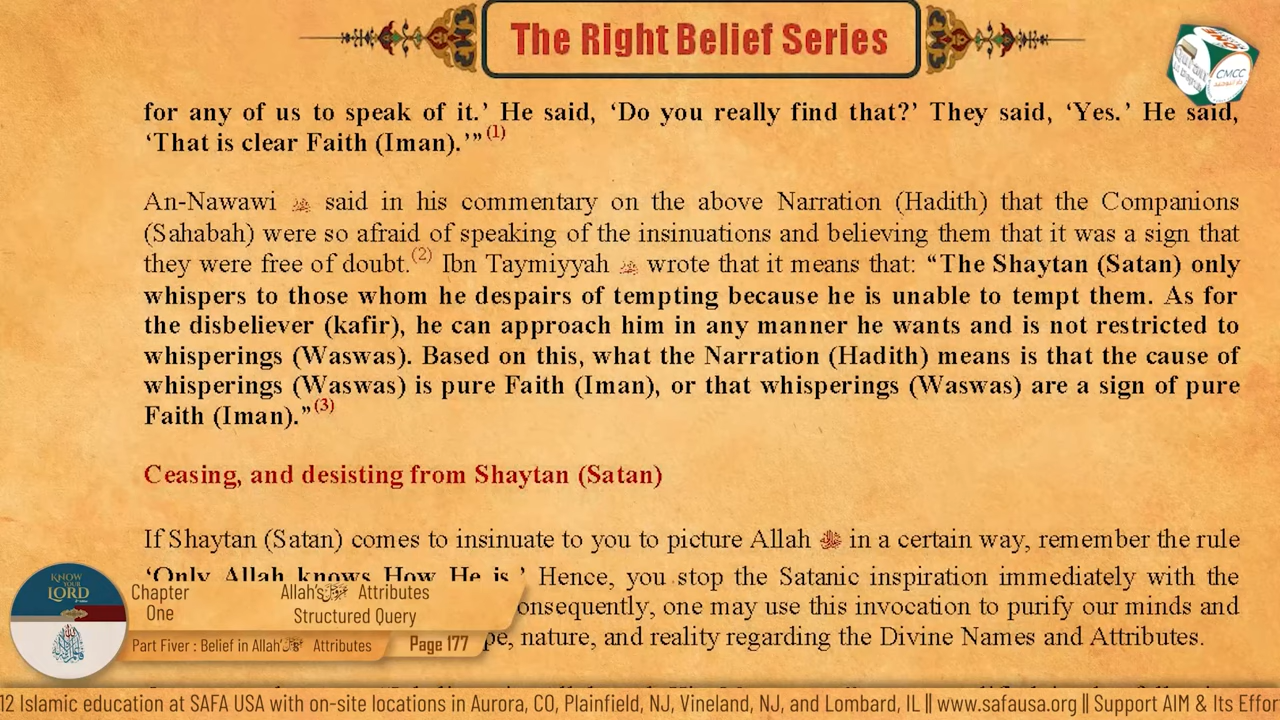 The Right Belief Series
CMCC
for any of us to speak of it.’ He said, ‘Do you really find that?’ They said, ‘Yes.’ He said,
‘That is clear Faith (Iman).’”(1)
An-Nawawi said in his commentary on the above Narration (Hadith) that the Companions
(Sahabah) were so afraid of speaking of the insinuations and believing them that it was a sign that
they were free of doubt.(2) Ibn Taymiyyah wrote that it means that: “The Shaytan (Satan) only
whispers to those whom he despairs of tempting because he is unable to tempt them. As for
the disbeliever (kafir), he can approach him in any manner he wants and is not restricted to
whisperings (Waswas). Based on this, what the Narration (Hadith) means is that the cause of
whisperings (Waswas) is pure Faith (Iman), or that whisperings (Waswas) are a sign of pure
Faith (Iman).”(3)
Ceasing, and desisting from Shaytan (Satan)
If Shaytan (Satan) comes to insinuate to you to picture Allah in a certain way, remember the rule
‘Only Allah knows How He is.’ Hence, you stop the Satanic inspiration immediately with the
onsequently, one may use this invocation to purify our minds and
pe, nature, and reality regarding the Divine Names and Attributes.
KNOW
YOUR
LORD
Chapter
One
Allah's Attributes
Structured Query
Part Fiver : Belief in Allah's Attributes
Page 177
12 Islamic education at SAFA USA with on-site locations in Aurora, CO, Plainfield, NJ, Vineland, NJ, and Lombard, IL || www.safausa.org || Support AIM & Its Effor